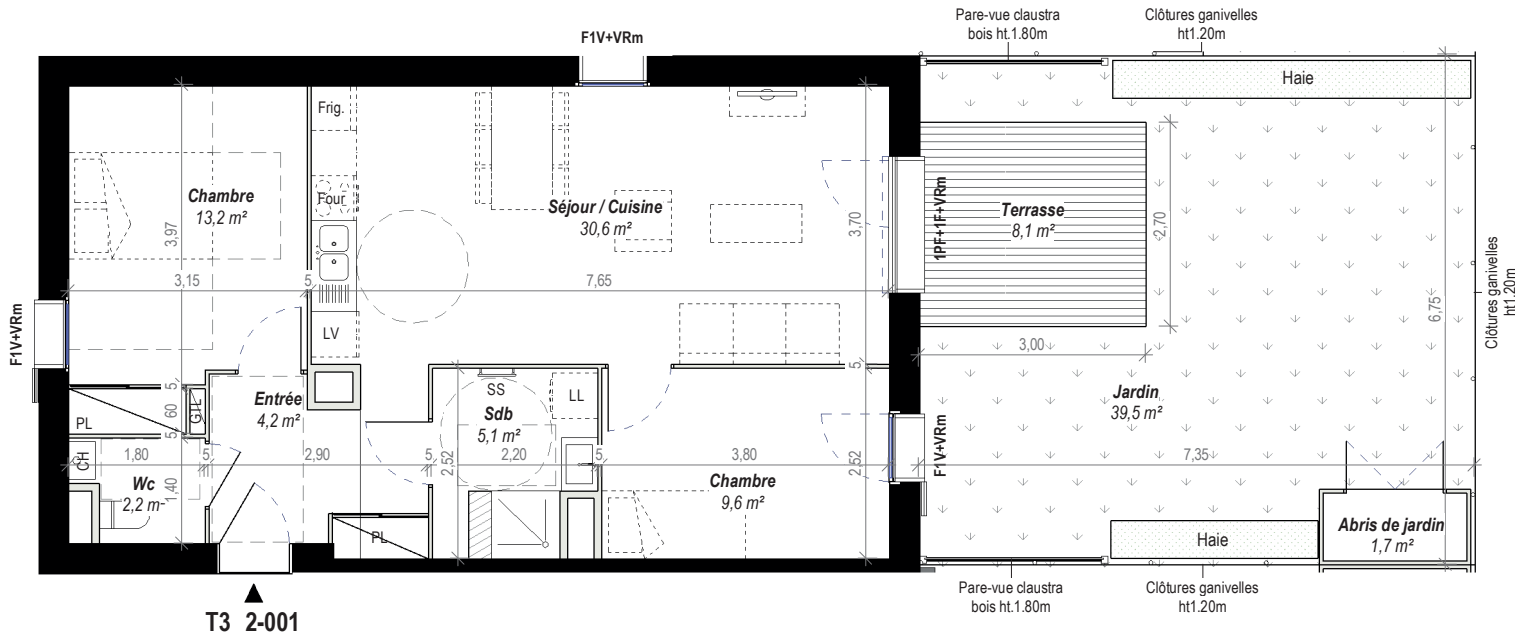 Pare-vue claustra
bois ht.1.80m
Clôtures ganivelles
ht1.20m
F1V+VRm
Haie
Frig.
Chambre
13,2 m²
Four
Séjour / Cuisine
30,6 m²
3,97
3,70
1PF+1F+VRm
Terrasse
8,1 m²
2,70
Clôtures ganivelles
ht1.20m
3,15
5
7,65
6,75
F1V+VRm
LV
3,00
5
PL
5
60
5
GTL
Entrée
4,2 m²
SS
LL
Sdb
5,1 m²
Jardin
39,5 m²
CH
1,80
5
2,90
5
2,52
2,20
5
3,80
2,52
F1V+VRm
7,35
Wc
2,2 m²
1,40
Chambre
9,6 m²
PL
Haie
Abris de jardin
1,7 m²
Pare-vue claustra
bois ht.1.80m
Clôtures ganivelles
ht1.20m
T3 2-001